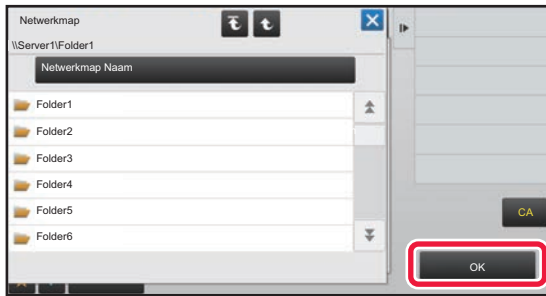 Netwerkmap
\\Server1\Folder1
Netwerkmap Naam
Folder1
Folder2
Folder3
Folder4
Folder5
Folder6
CA
OK